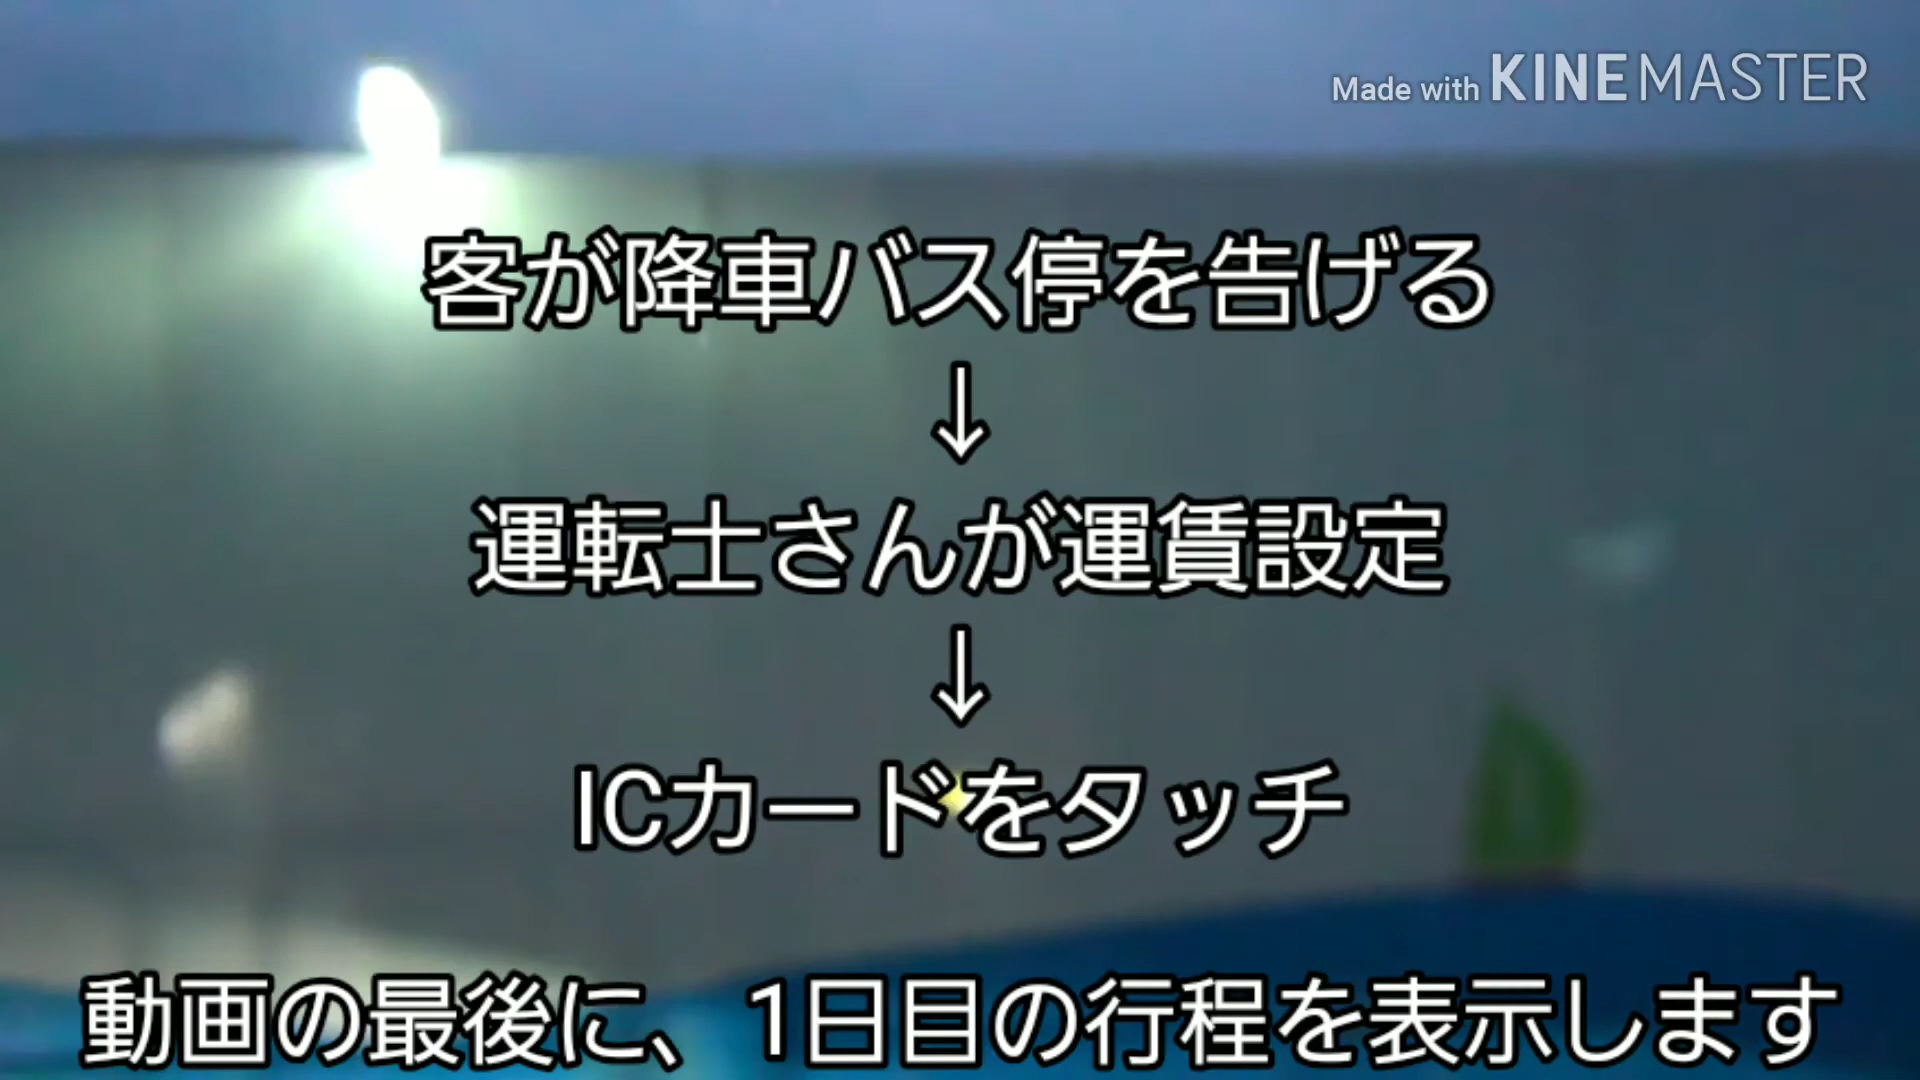 Made with KINEMASTER
客が降車バス停を告げる
↓
運転士さんが運賃設定
↓
ICカードをタッチ
動画の最後に、1日目の行程を表示します